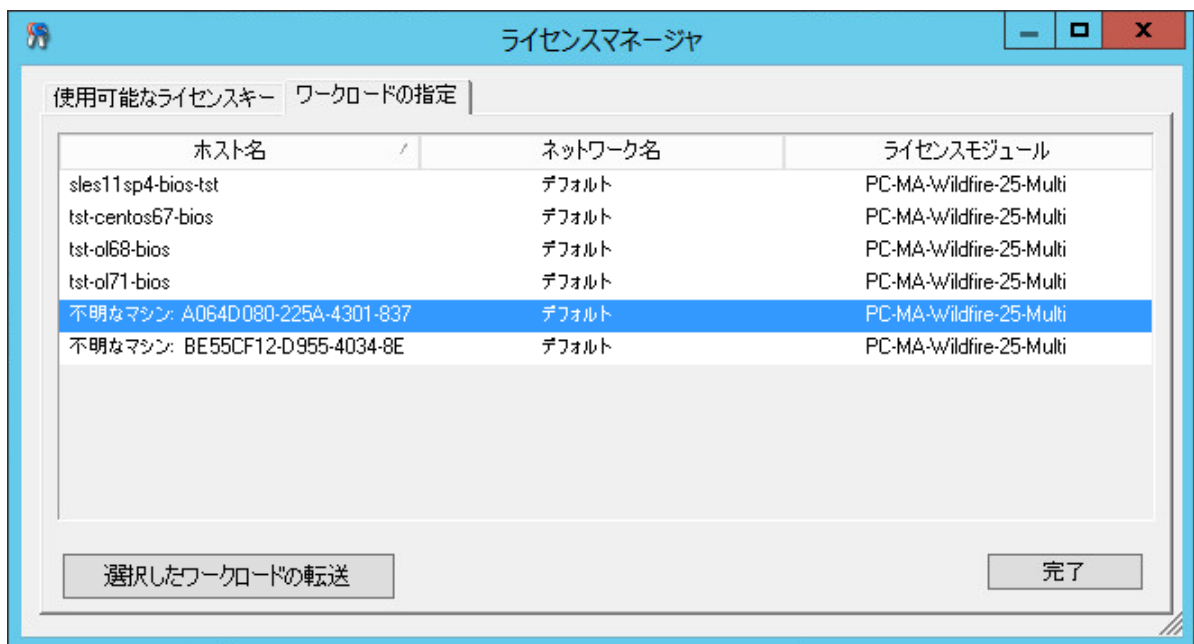 ライセンスマネージャ
使用可能なライセンスキー ワークロードの指定
ホスト名 ネットワーク名 ライセンスモジュール
sles11sp4-bios-tst デフォルト PC-MA-Wildfire-25-Multi
tst-centos67-bios デフォルト PC-MA-Wildfire-25-Multi
tst-ol68-bios デフォルト PC-MA-Wildfire-25-Multi
tst-ol71-bios デフォルト PC-MA-Wildfire-25-Multi
不明なマシン: A064D080-225A-4301-837 デフォルト PC-MA-Wildfire-25-Multi
不明なマシン: BE55CF12-D955-4034-8E デフォルト PC-MA-Wildfire-25-Multi
選択したワークロードの転送 完了